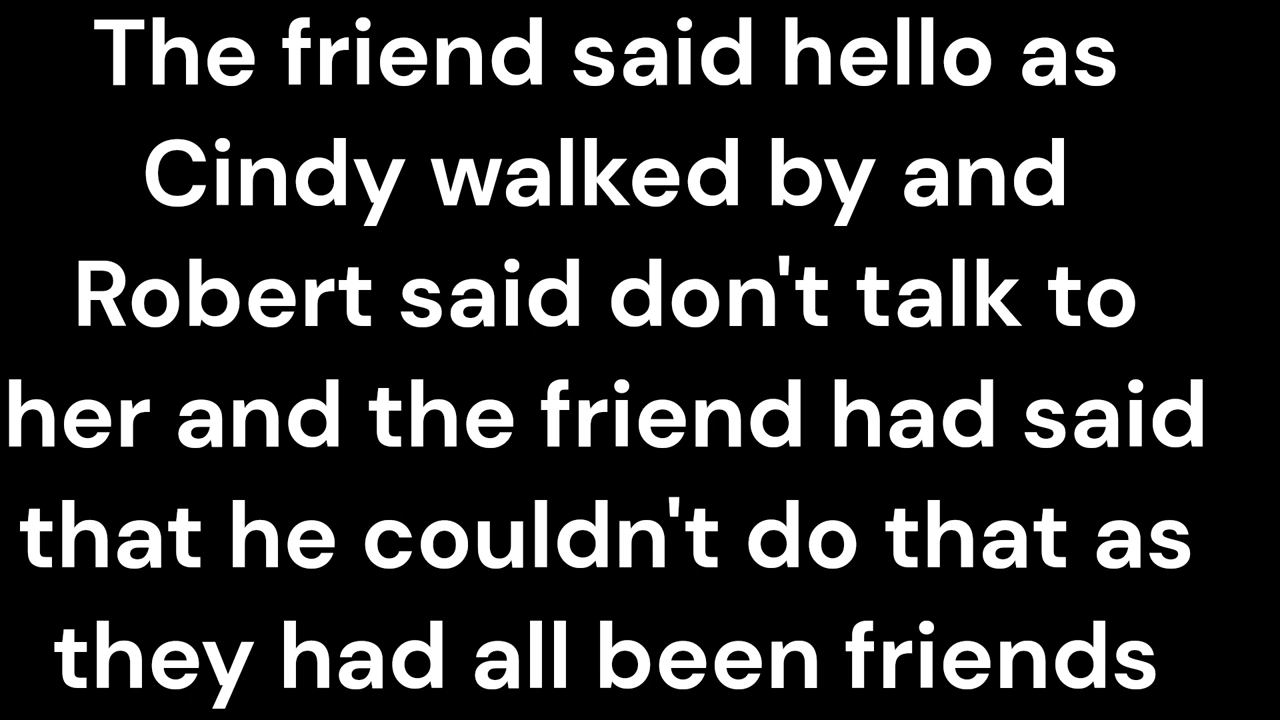 The friend said hello as
Cindy walked by and
Robert said don't talk to
her and the friend had said
that he couldn't do that as
they had all been friends